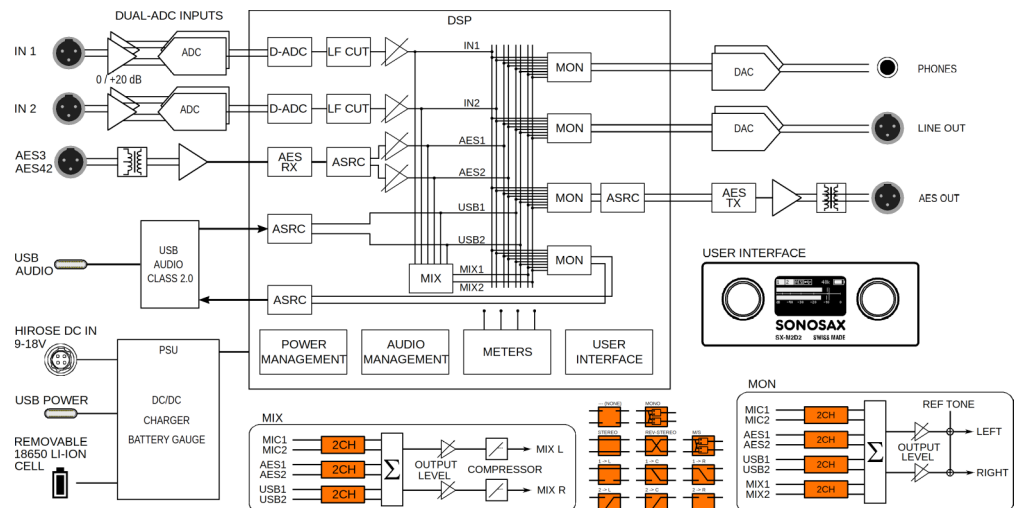 DUAL-ADC INPUTS
DSP
IN 1
ADC
D-ADC
LF CUT
IN1
MON
DAC
PHONES
0 / +20 dB
IN 2
ADC
D-ADC
LF CUT
IN2
MON
DAC
LINE OUT
AES3
AES42
AES
RX
ASRC
AES1
AES2
MON
ASRC
AES
TX
AES OUT
USB1
ASRC
USB2
USB
AUDIO
USB
AUDIO
CLASS 2.0
MON
MIX
MIX1
MIX2
ASRC
USER INTERFACE
SONOSAX
SX-M2D2 SWISS MADE
HIROSE DC IN
9-18V
PSU
DC/DC
CHARGER
BATTERY GAUGE
POWER
MANAGEMENT
AUDIO
MANAGEMENT
METERS
USER
INTERFACE
USB POWER
REMOVABLE
18650 LI-ION
CELL
MIX
MIC1
MIC2
2CH
AES1
AES2
2CH
USB1
USB2
2CH
Σ
OUTPUT
LEVEL
COMPRESSOR
MIX L
MIX R
--- (NONE)
MONO
STEREO
REV-STEREO
M/S
L -> L
L -> C
L -> R
2 -> L
2 -> C
2 -> R
MON
MIC1
MIC2
2CH
AES1
AES2
2CH
USB1
USB2
2CH
MIX1
MIX2
2CH
Σ
REF TONE
OUTPUT
LEVEL
LEFT
RIGHT